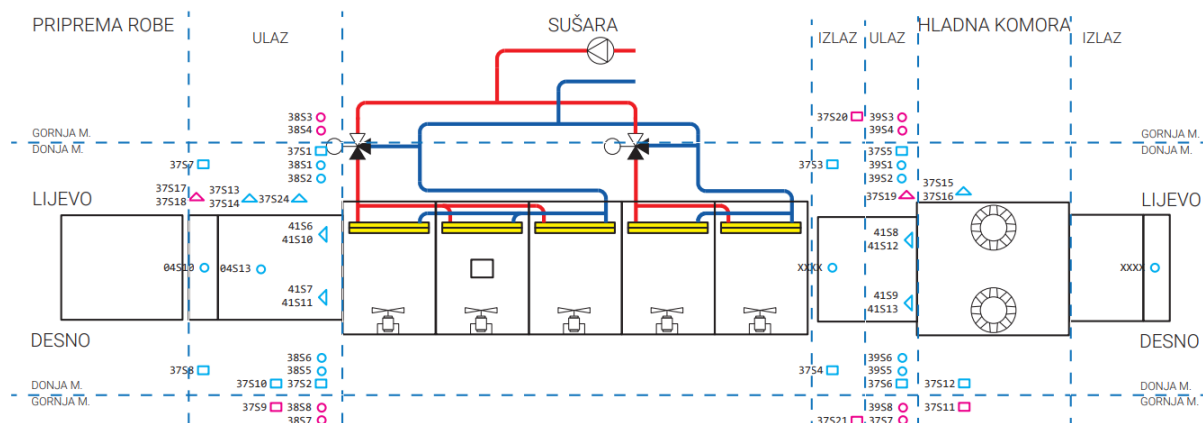 PRIPREMA ROBE
ULAZ
SUŠARA
IZLAZ
ULAZ
HLADNA KOMORA
IZLAZ
38S3
38S4
37S20
39S3
39S4
GORNJA M.
DONJA M.
GORNJA M.
DONJA M.
37S1
37S7
38S1
38S2
37S5
37S3
39S1
39S2
37S17
37S18
37S13
37S14
37S24
37S19
37S15
37S16
LIJEVO
LIJEVO
41S6
41S10
41S8
41S12
04S10
04S13
XXXX
XXXX
41S7
41S11
41S9
41S13
DESNO
DESNO
38S6
38S5
37S8
37S10
37S2
39S6
39S5
37S4
37S6
37S12
DONJA M.
GORNJA M.
DONJA M.
GORNJA M.
37S9
38S8
38S7
39S8
37S7
37S21
37S11